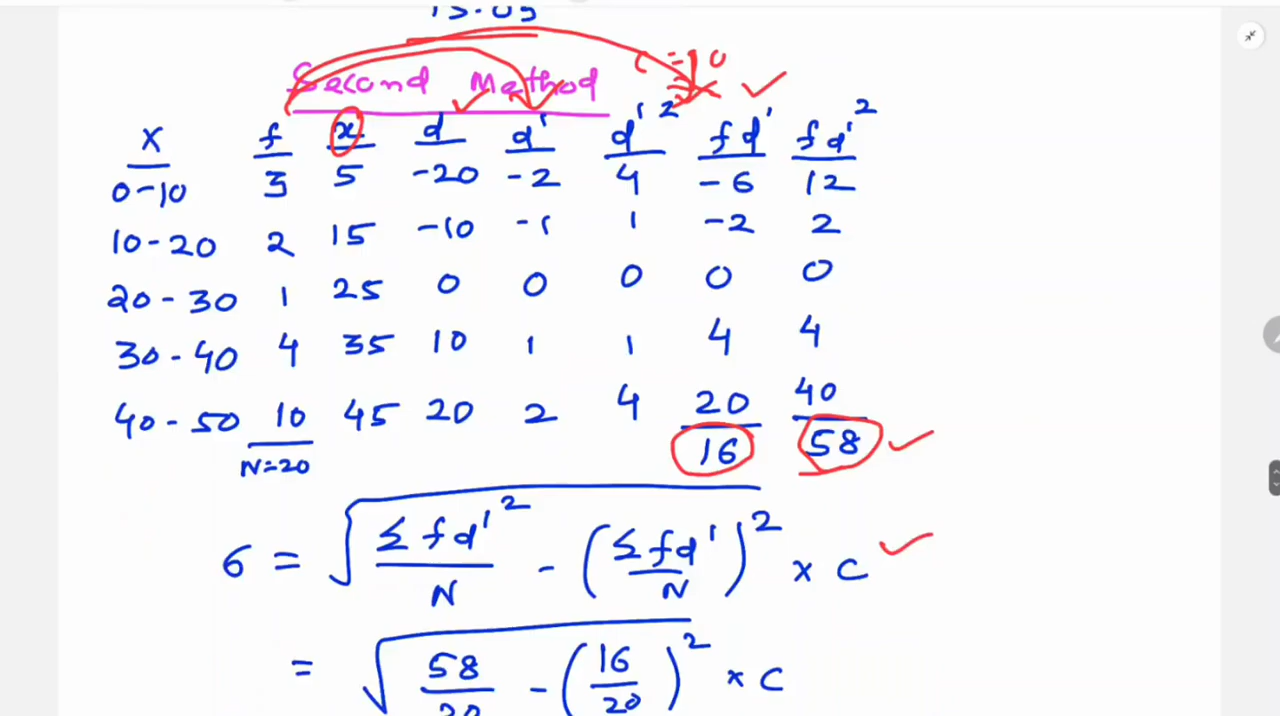 C = 10
Second Method
x f x d d' d'² fd' fd'²
0-10 3 5 -20 -2 4 -6 12
10-20 2 15 -10 -1 1 -2 2
20-30 1 25 0 0 0 0 0
30-40 4 35 10 1 1 4 4
40-50 10 45 20 2 4 20 40
N=20 16 58
6 = √ Σfd'²/N - (Σfd'/N)² × C
= √ 58/20 - (16/20)² × C